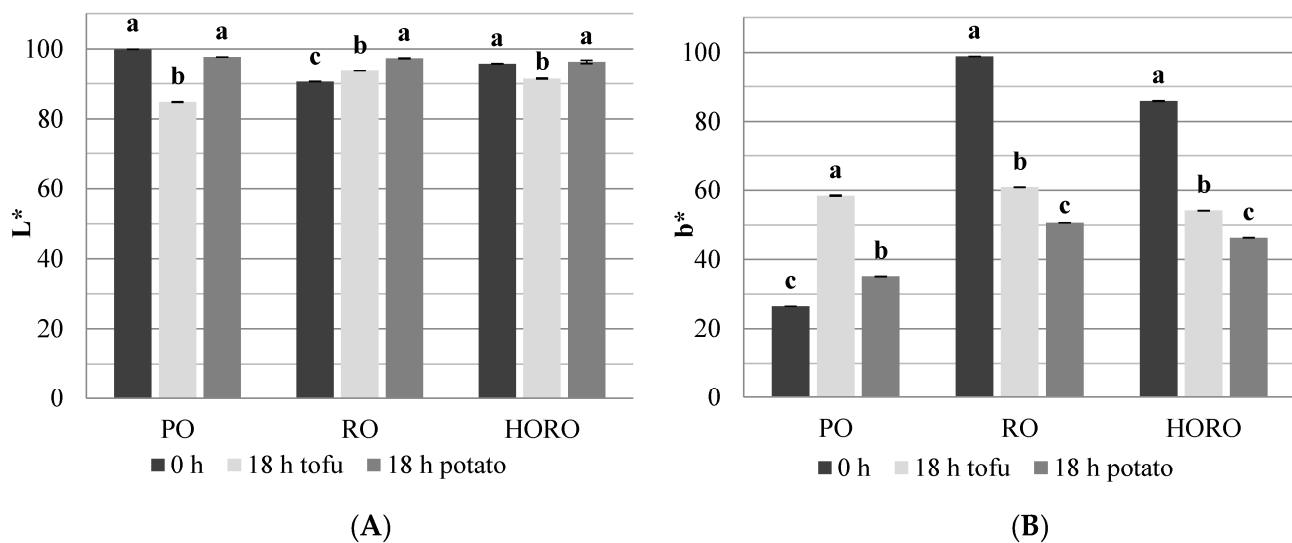 a a a b a a
100 c b b
80
60
L*
40
20
0
PO RO HORO
0 h 18 h tofu 18 h potato
(A)
a
100 a
80
a b b
60 c c
b*
40 b
c
20
0
PO RO HORO
0 h 18 h tofu 18 h potato
(B)